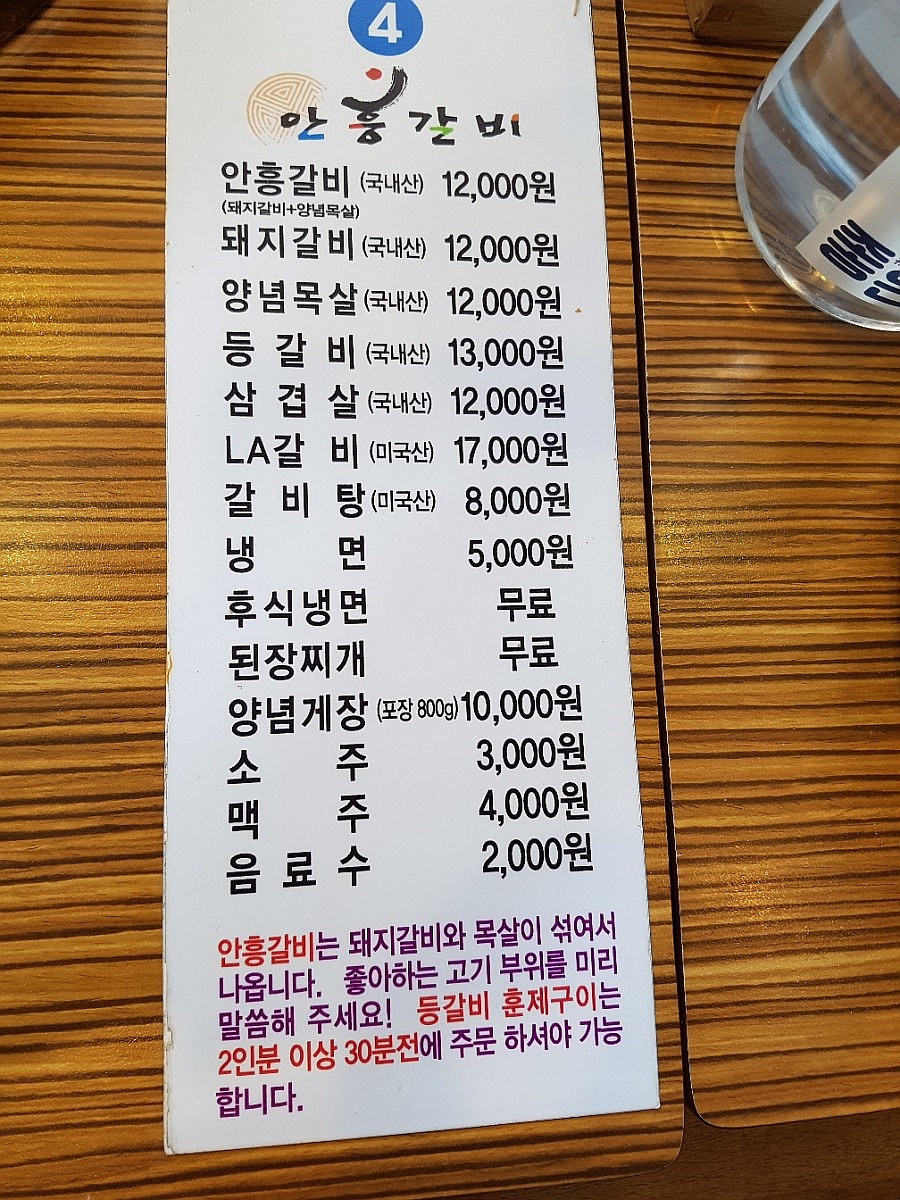 4
안흥갈비
안흥갈비 (국내산) 12,000원
(돼지갈비+양념목살)
돼지갈비 (국내산) 12,000원
양념목살 (국내산) 12,000원
등갈비 (국내산) 13,000원
삼겹살 (국내산) 12,000원
LA갈비 (미국산) 17,000원
갈비탕 (미국산) 8,000원
냉면 5,000원
후식냉면 무료
된장찌개 무료
양념게장 (포장 800g) 10,000원
소주 3,000원
맥주 4,000원
음료수 2,000원
안흥갈비는 돼지갈비와 목살이 섞여서
나옵니다. 좋아하는 고기 부위를 미리
말씀해 주세요! 등갈비 훈제구이는
2인분 이상 30분전에 주문 하셔야 가능
합니다.